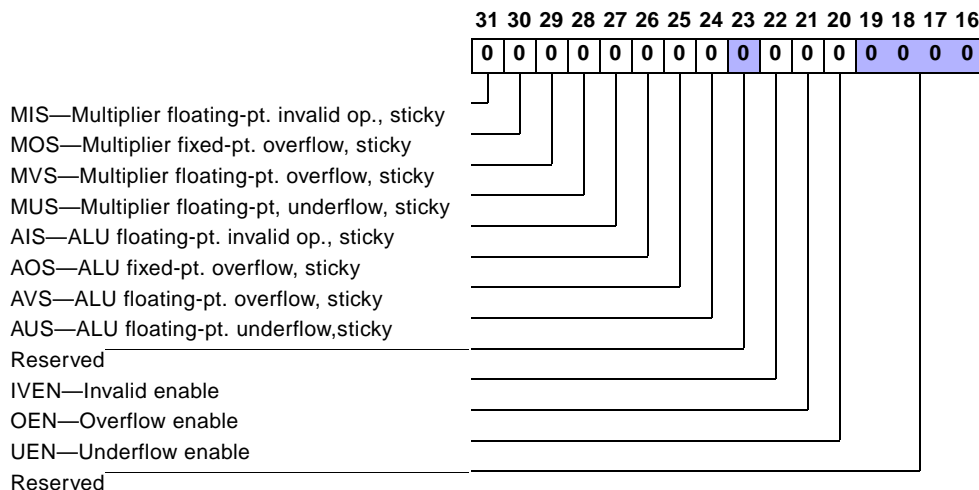 31 30 29 28 27 26 25 24 23 22 21 20 19 18 17 16
0 0 0 0 0 0 0 0 0 0 0 0 0 0 0 0
MIS—Multiplier floating-pt. invalid op., sticky
MOS—Multiplier fixed-pt. overflow, sticky
MVS—Multiplier floating-pt. overflow, sticky
MUS—Multiplier floating-pt, underflow, sticky
AIS—ALU floating-pt. invalid op., sticky
AOS—ALU fixed-pt. overflow, sticky
AVS—ALU floating-pt. overflow, sticky
AUS—ALU floating-pt. underflow,sticky
Reserved
IVEN—Invalid enable
OEN—Overflow enable
UEN—Underflow enable
Reserved